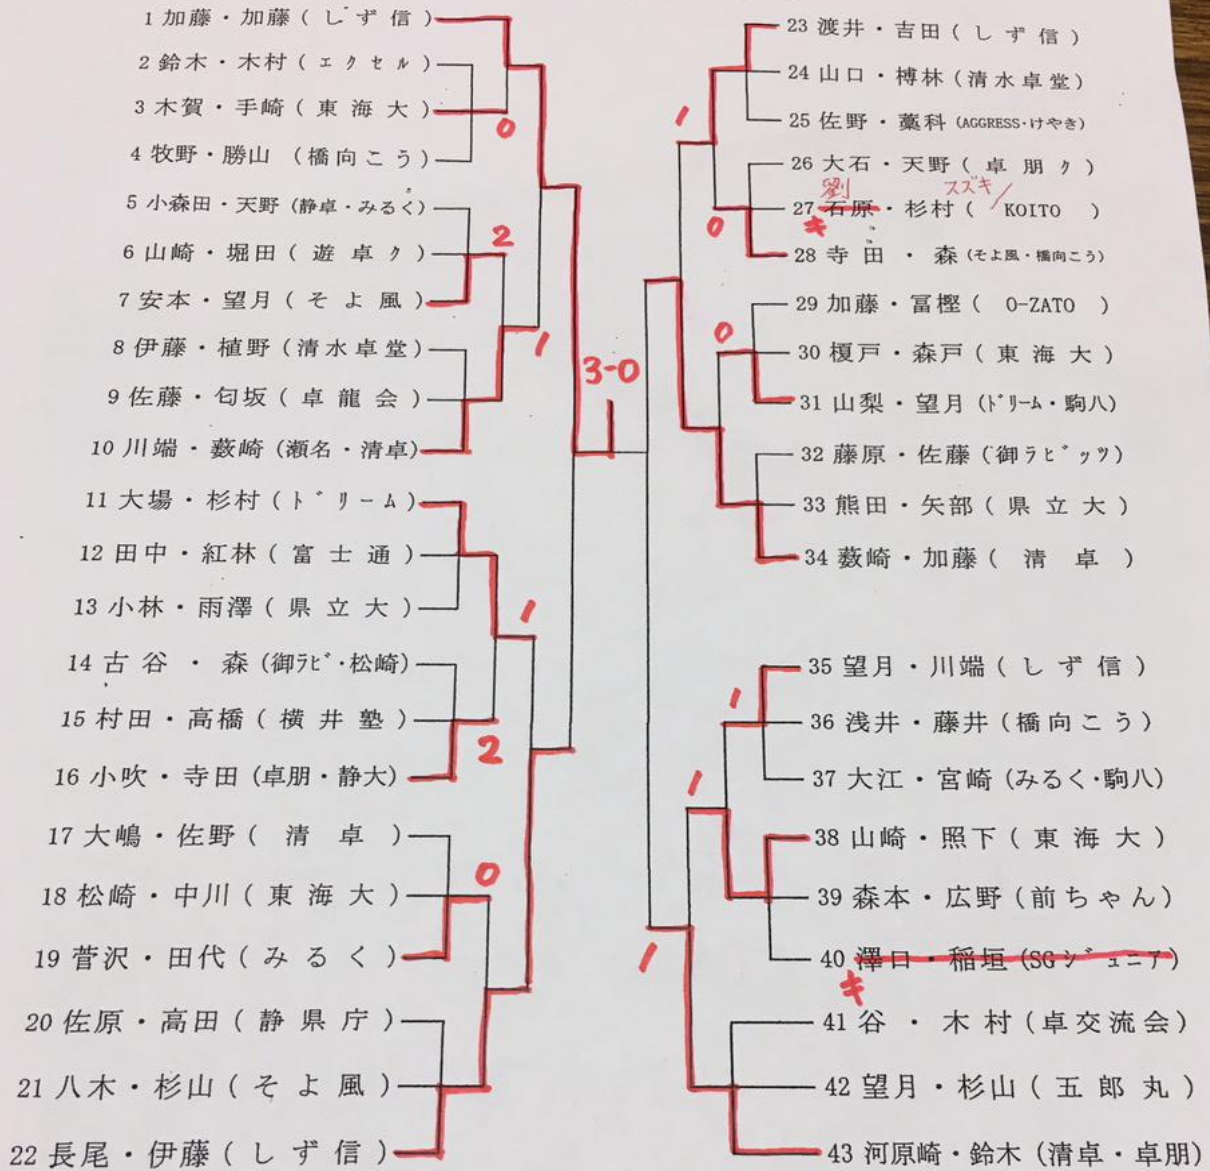 1 加藤・加藤 (しず信)
2 鈴木・木村 (エクセル)
3 木賀・手崎 (東海大)
0
4 牧野・勝山 (橋向こう)
5 小森田・天野 (静卓・みるく)
2
6 山崎・堀田 (遊卓ク)
7 安本・望月 (そよ風)
8 伊藤・植野 (清水卓堂)
1
9 佐藤・匂坂 (卓龍会)
10 川端・薮崎 (瀬名・清卓)
11 大場・杉村 (ドリーム)
12 田中・紅林 (富士通)
13 小林・雨澤 (県立大)
1
14 古谷・森 (御ラビ・松崎)
15 村田・高橋 (横井塾)
2
16 小吹・寺田 (卓朋・静大)
17 大嶋・佐野 (清卓)
0
18 松崎・中川 (東海大)
19 菅沢・田代 (みるく)
20 佐原・高田 (静県庁)
21 八木・杉山 (そよ風)
22 長尾・伊藤 (しず信)
3-0
23 渡井・吉田 (しず信)
24 山口・榑林 (清水卓堂)
1
25 佐野・藁科 (AGGRESS・けやき)
26 大石・天野 (卓朋ク)
劉 スズキ/
27 石原・杉村 (KOITO)
キ
0
28 寺田・森 (そよ風・橋向こう)
29 加藤・冨樫 (O-ZATO)
0
30 榎戸・森戸 (東海大)
31 山梨・望月 (ドリーム・駒八)
32 藤原・佐藤 (御ラビッツ)
33 熊田・矢部 (県立大)
34 薮崎・加藤 (清卓)
35 望月・川端 (しず信)
1
36 浅井・藤井 (橋向こう)
37 大江・宮崎 (みるく・駒八)
1
38 山崎・照下 (東海大)
39 森本・広野 (前ちゃん)
40 澤口・稲垣 (SGジュニア)
キ
1
41 谷・木村 (卓交流会)
42 望月・杉山 (五郎丸)
43 河原崎・鈴木 (清卓・卓朋)